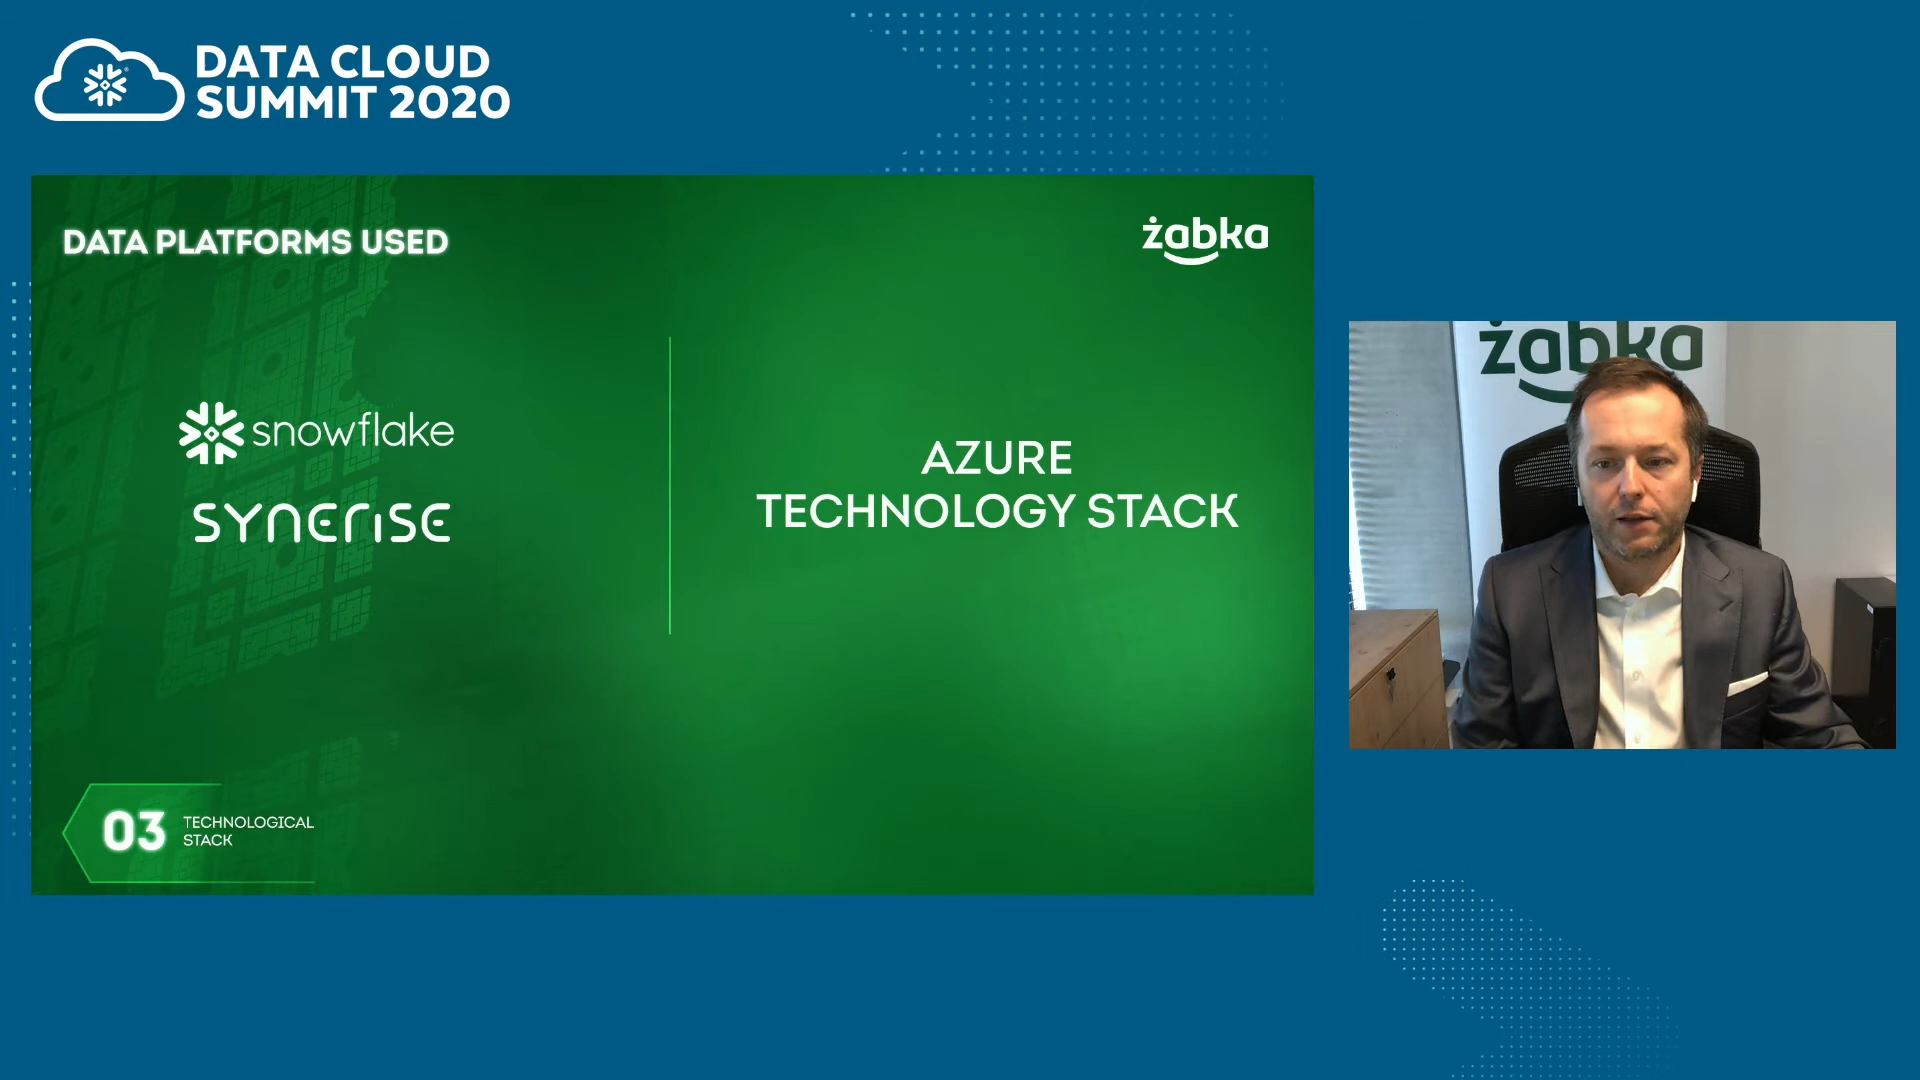 DATA CLOUD
SUMMIT 2020
DATA PLATFORMS USED
żabka
snowflake
SYNERISE
AZURE
TECHNOLOGY STACK
03
TECHNOLOGICAL
STACK
żabka